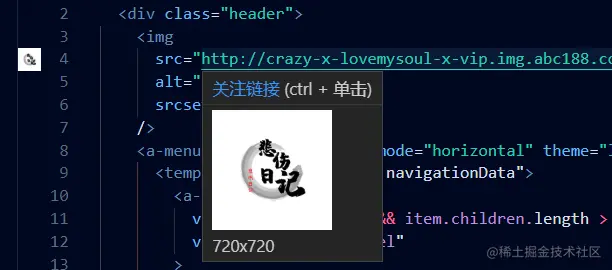 2 <div class="header">
3 <img
4 src="http://crazy-x-lovemysoul-x-vip.img.abc188.co
5 alt="
6 srcse
关注链接 (ctrl + 单击)
悲伤
日记
720x720
7 />
8 <a-menu mode="horizontal" theme="l
9 <temp navigationData">
10 <a-
11 v && item.children.length >
12 v el"
13 >
@稀土掘金技术社区